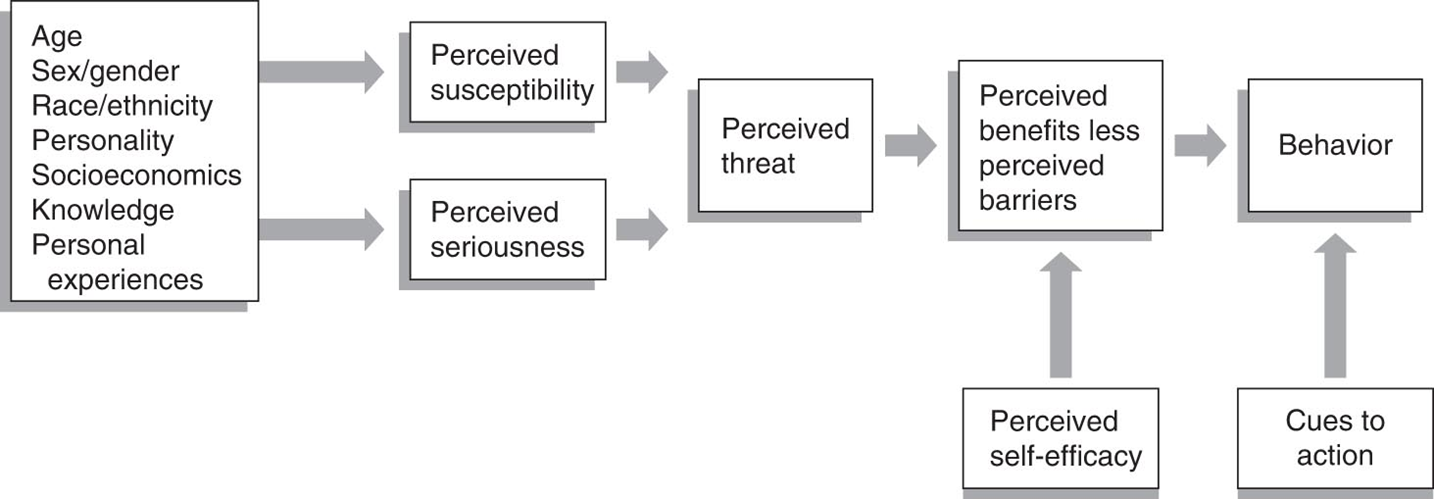 Age
Sex/gender
Race/ethnicity
Personality
Socioeconomics
Knowledge
Personal
experiences
Perceived
susceptibility
Perceived
seriousness
Perceived
threat
Perceived
benefits less
perceived
barriers
Behavior
Perceived
self-efficacy
Cues to
action